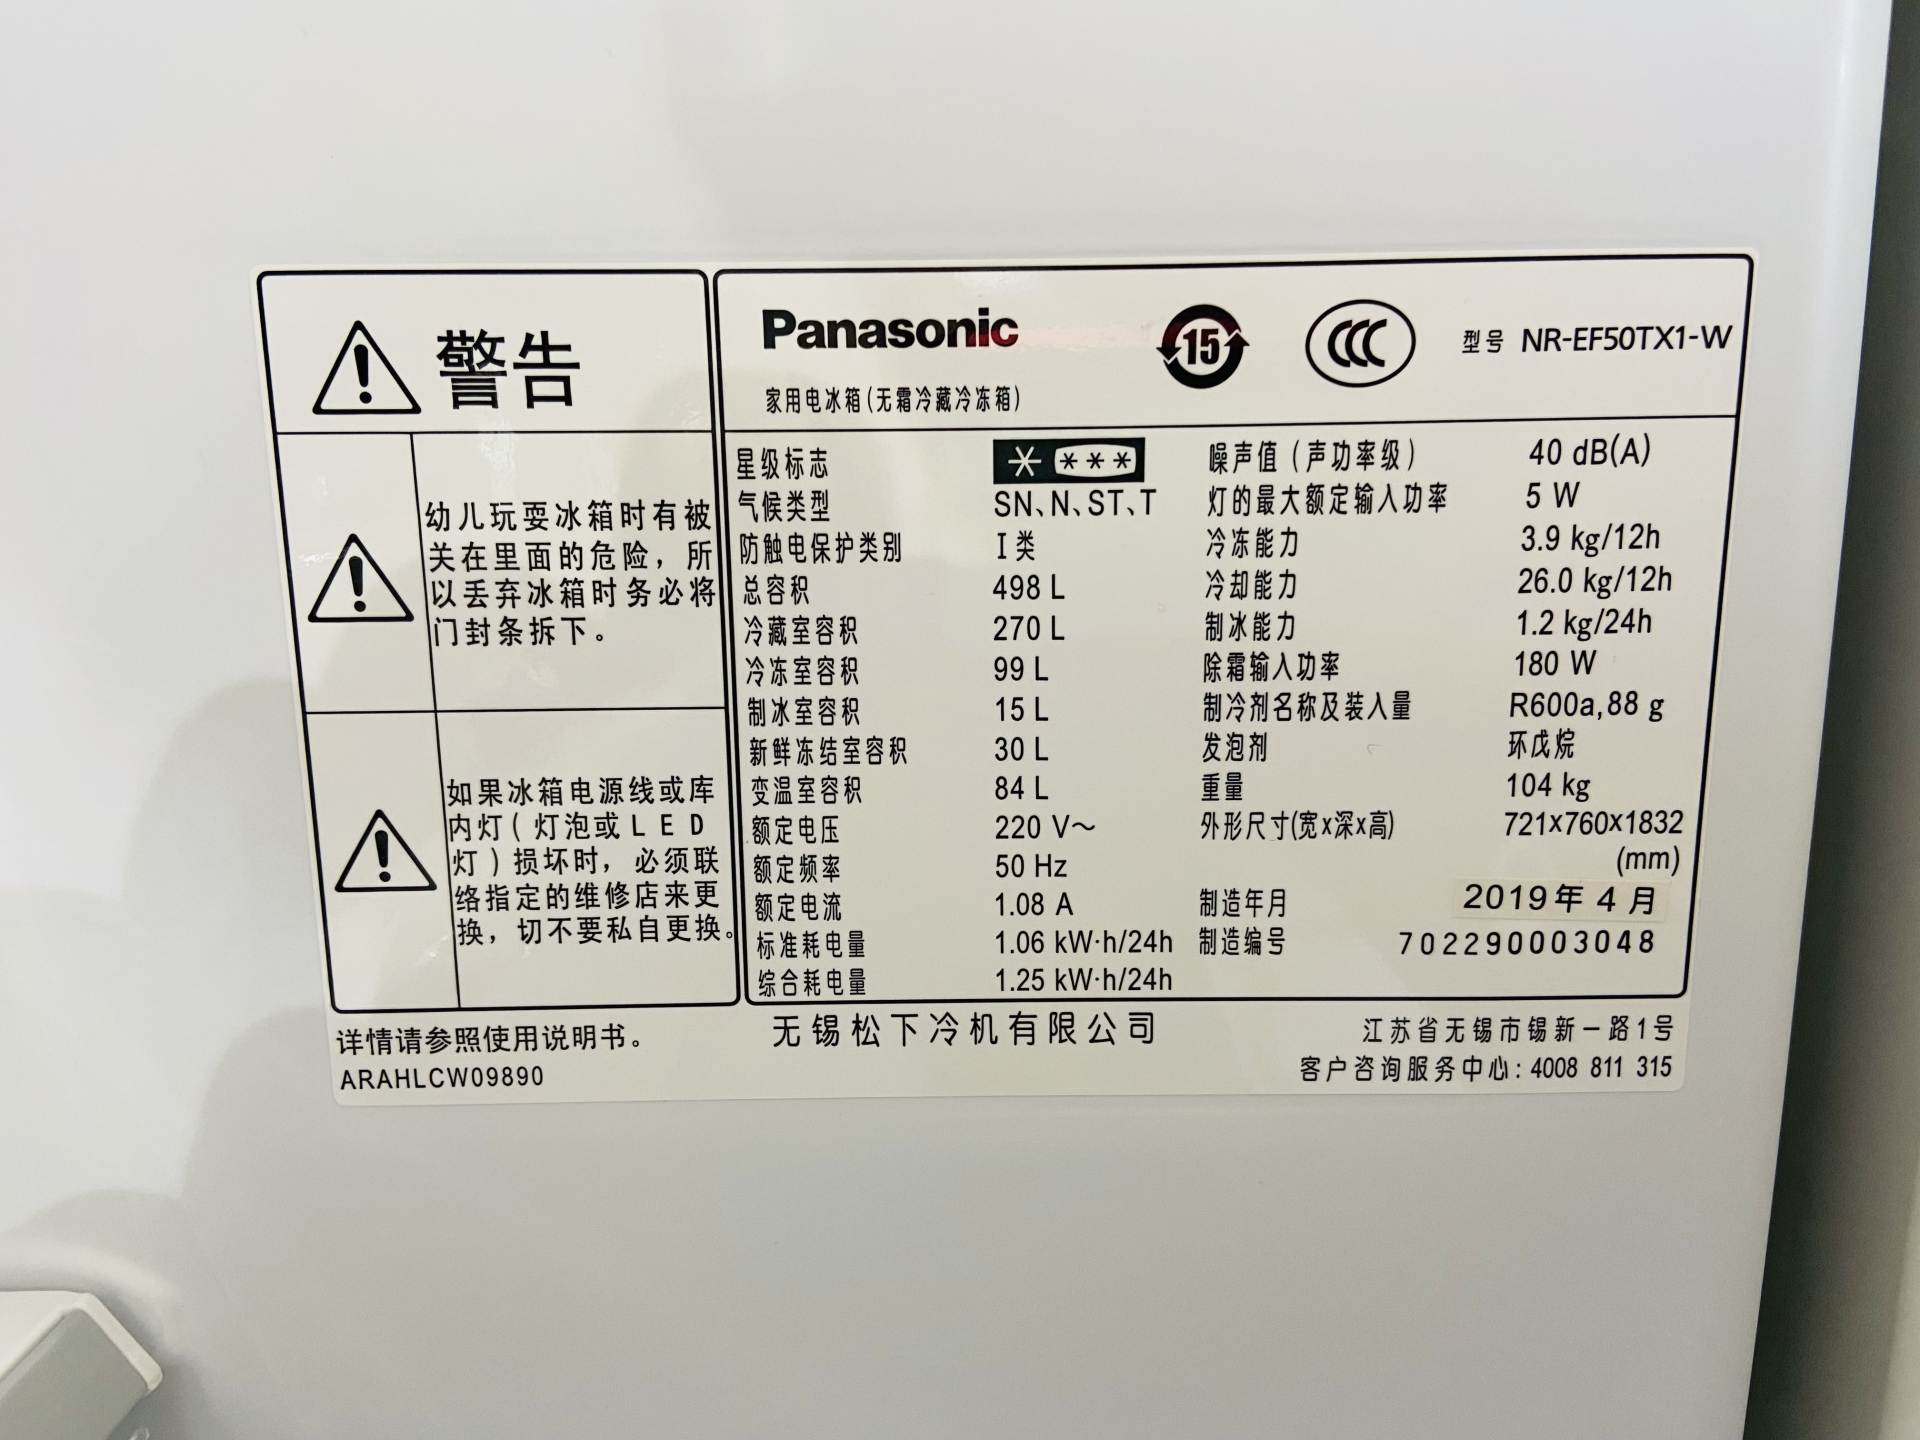 警告
幼儿玩耍冰箱时有被
关在里面的危险，所
以丢弃冰箱时务必将
门封条拆下。
如果冰箱电源线或库
内灯(灯泡或LED
灯)损坏时，必须联
络指定的维修店来更
换，切不要私自更换。
详情请参照使用说明书。
ARAHLCW09890
Panasonic
15
CCC
型号 NR-EF50TX1-W
家用电冰箱(无霜冷藏冷冻箱)
星级标志 * ***
气候类型 SN、N、ST、T
防触电保护类别 I类
总容积 498 L
冷藏室容积 270 L
冷冻室容积 99 L
制冰室容积 15 L
新鲜冻结室容积 30 L
变温室容积 84 L
额定电压 220 V～
额定频率 50 Hz
额定电流 1.08 A
标准耗电量 1.06 kW·h/24h
综合耗电量 1.25 kW·h/24h
噪声值(声功率级) 40 dB(A)
灯的最大额定输入功率 5 W
冷冻能力 3.9 kg/12h
冷却能力 26.0 kg/12h
制冰能力 1.2 kg/24h
除霜输入功率 180 W
制冷剂名称及装入量 R600a,88 g
发泡剂 环戊烷
重量 104 kg
外形尺寸(宽x深x高) 721x760x1832
(mm)
制造年月 2019年4月
制造编号 702290003048
无锡松下冷机有限公司
江苏省无锡市锡新一路1号
客户咨询服务中心: 4008 811 315